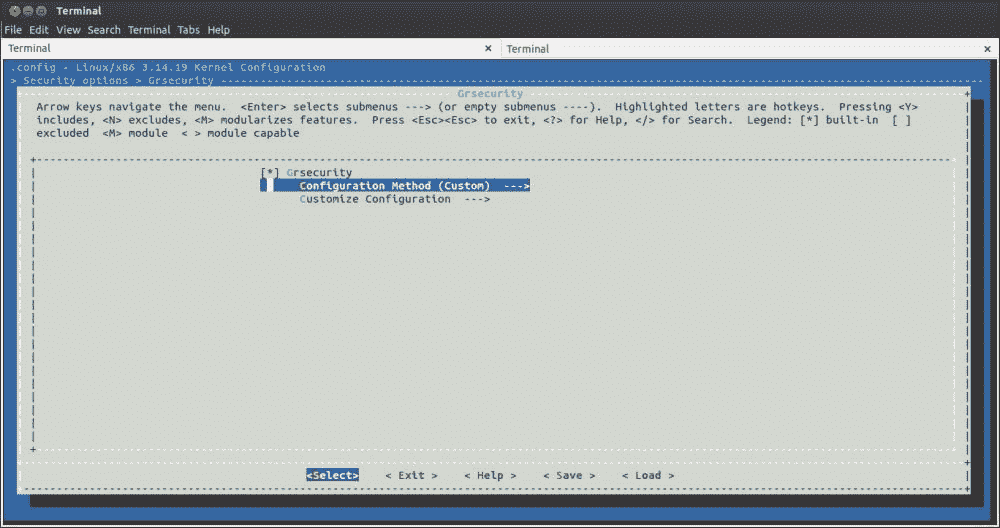 Terminal
File Edit View Search Terminal Tabs Help
Terminal × Terminal ×
.config - Linux/x86 3.14.19 Kernel Configuration
> Security options > Grsecurity
Grsecurity
Arrow keys navigate the menu. <Enter> selects submenus ---> (or empty submenus ----). Highlighted letters are hotkeys. Pressing <Y>
includes, <N> excludes, <M> modularizes features. Press <Esc><Esc> to exit, <?> for Help, </> for Search. Legend: [*] built-in [ ]
excluded <M> module < > module capable
[*] Grsecurity
Configuration Method (Custom) --->
Customize Configuration --->
<Select> < Exit > < Help > < Save > < Load >